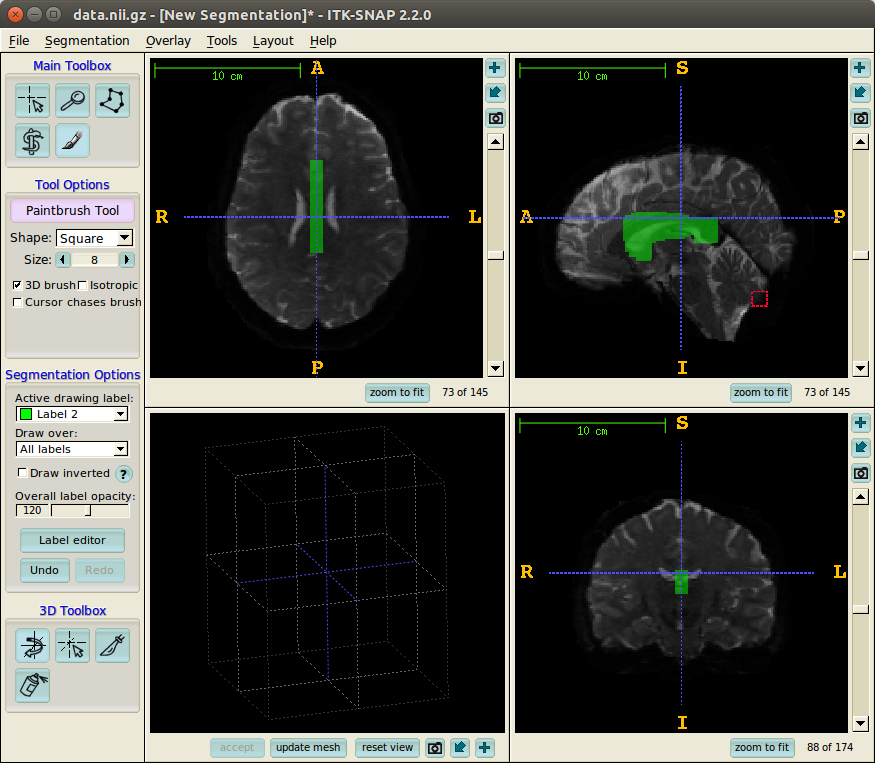 data.nii.gz - [New Segmentation]* - ITK-SNAP 2.2.0
File Segmentation Overlay Tools Layout Help
Main Toolbox
Tool Options
Paintbrush Tool
Shape: Square
Size: 8
3D brush Isotropic
Cursor chases brush
Segmentation Options
Active drawing label:
Label 2
Draw over:
All labels
Draw inverted ?
Overall label opacity:
120
Label editor
Undo Redo
3D Toolbox
10 cm
A
R
L
P
zoom to fit 73 of 145
10 cm
S
A
P
I
zoom to fit 73 of 145
accept update mesh reset view
10 cm
S
R
L
I
zoom to fit 88 of 174